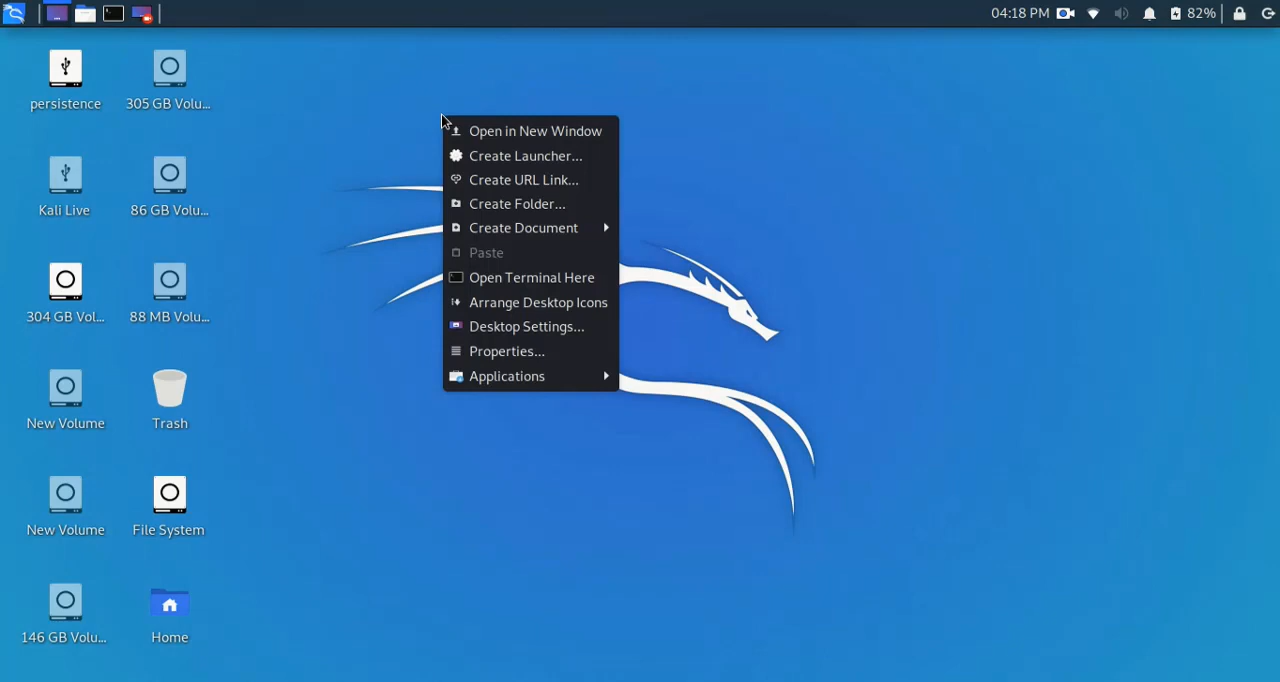 04:18 PM
82%
persistence
305 GB Volu...
Kali Live
86 GB Volu...
304 GB Vol...
88 MB Volu...
New Volume
Trash
New Volume
File System
146 GB Volu...
Home
Open in New Window
Create Launcher...
Create URL Link...
Create Folder...
Create Document
Paste
Open Terminal Here
Arrange Desktop Icons
Desktop Settings...
Properties...
Applications